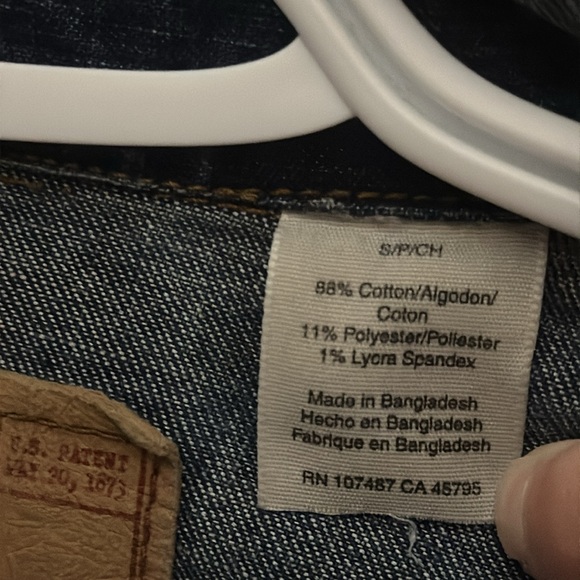 S/P/CH
88% Cotton/Algodon/
Coton
11% Polyester/Poliester
1% Lycra Spandex
Made in Bangladesh
Hecho en Bangladesh
Fabrique en Bangladesh
RN 107487 CA 45795
U.S. PATENT
MAY 20, 1873